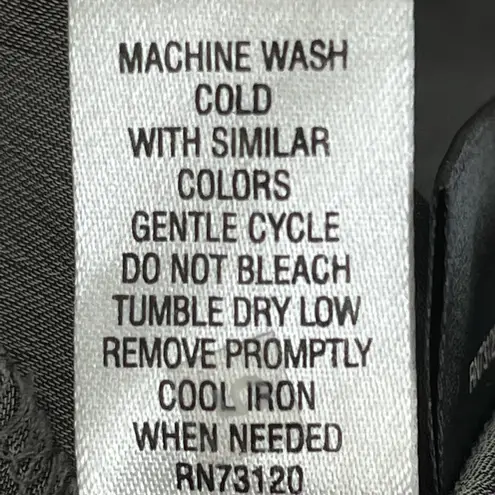 MACHINE WASH
COLD
WITH SIMILAR
COLORS
GENTLE CYCLE
DO NOT BLEACH
TUMBLE DRY LOW
REMOVE PROMPTLY
COOL IRON
WHEN NEEDED
RN73120